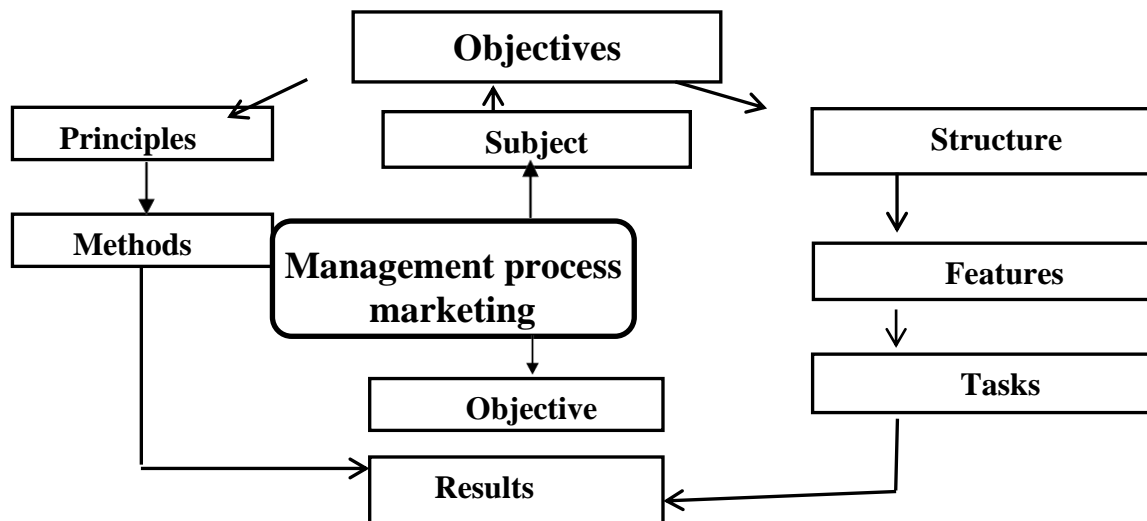 Objectives
Principles
Subject
Structure
Methods
Management process
marketing
Features
Tasks
Objective
Results